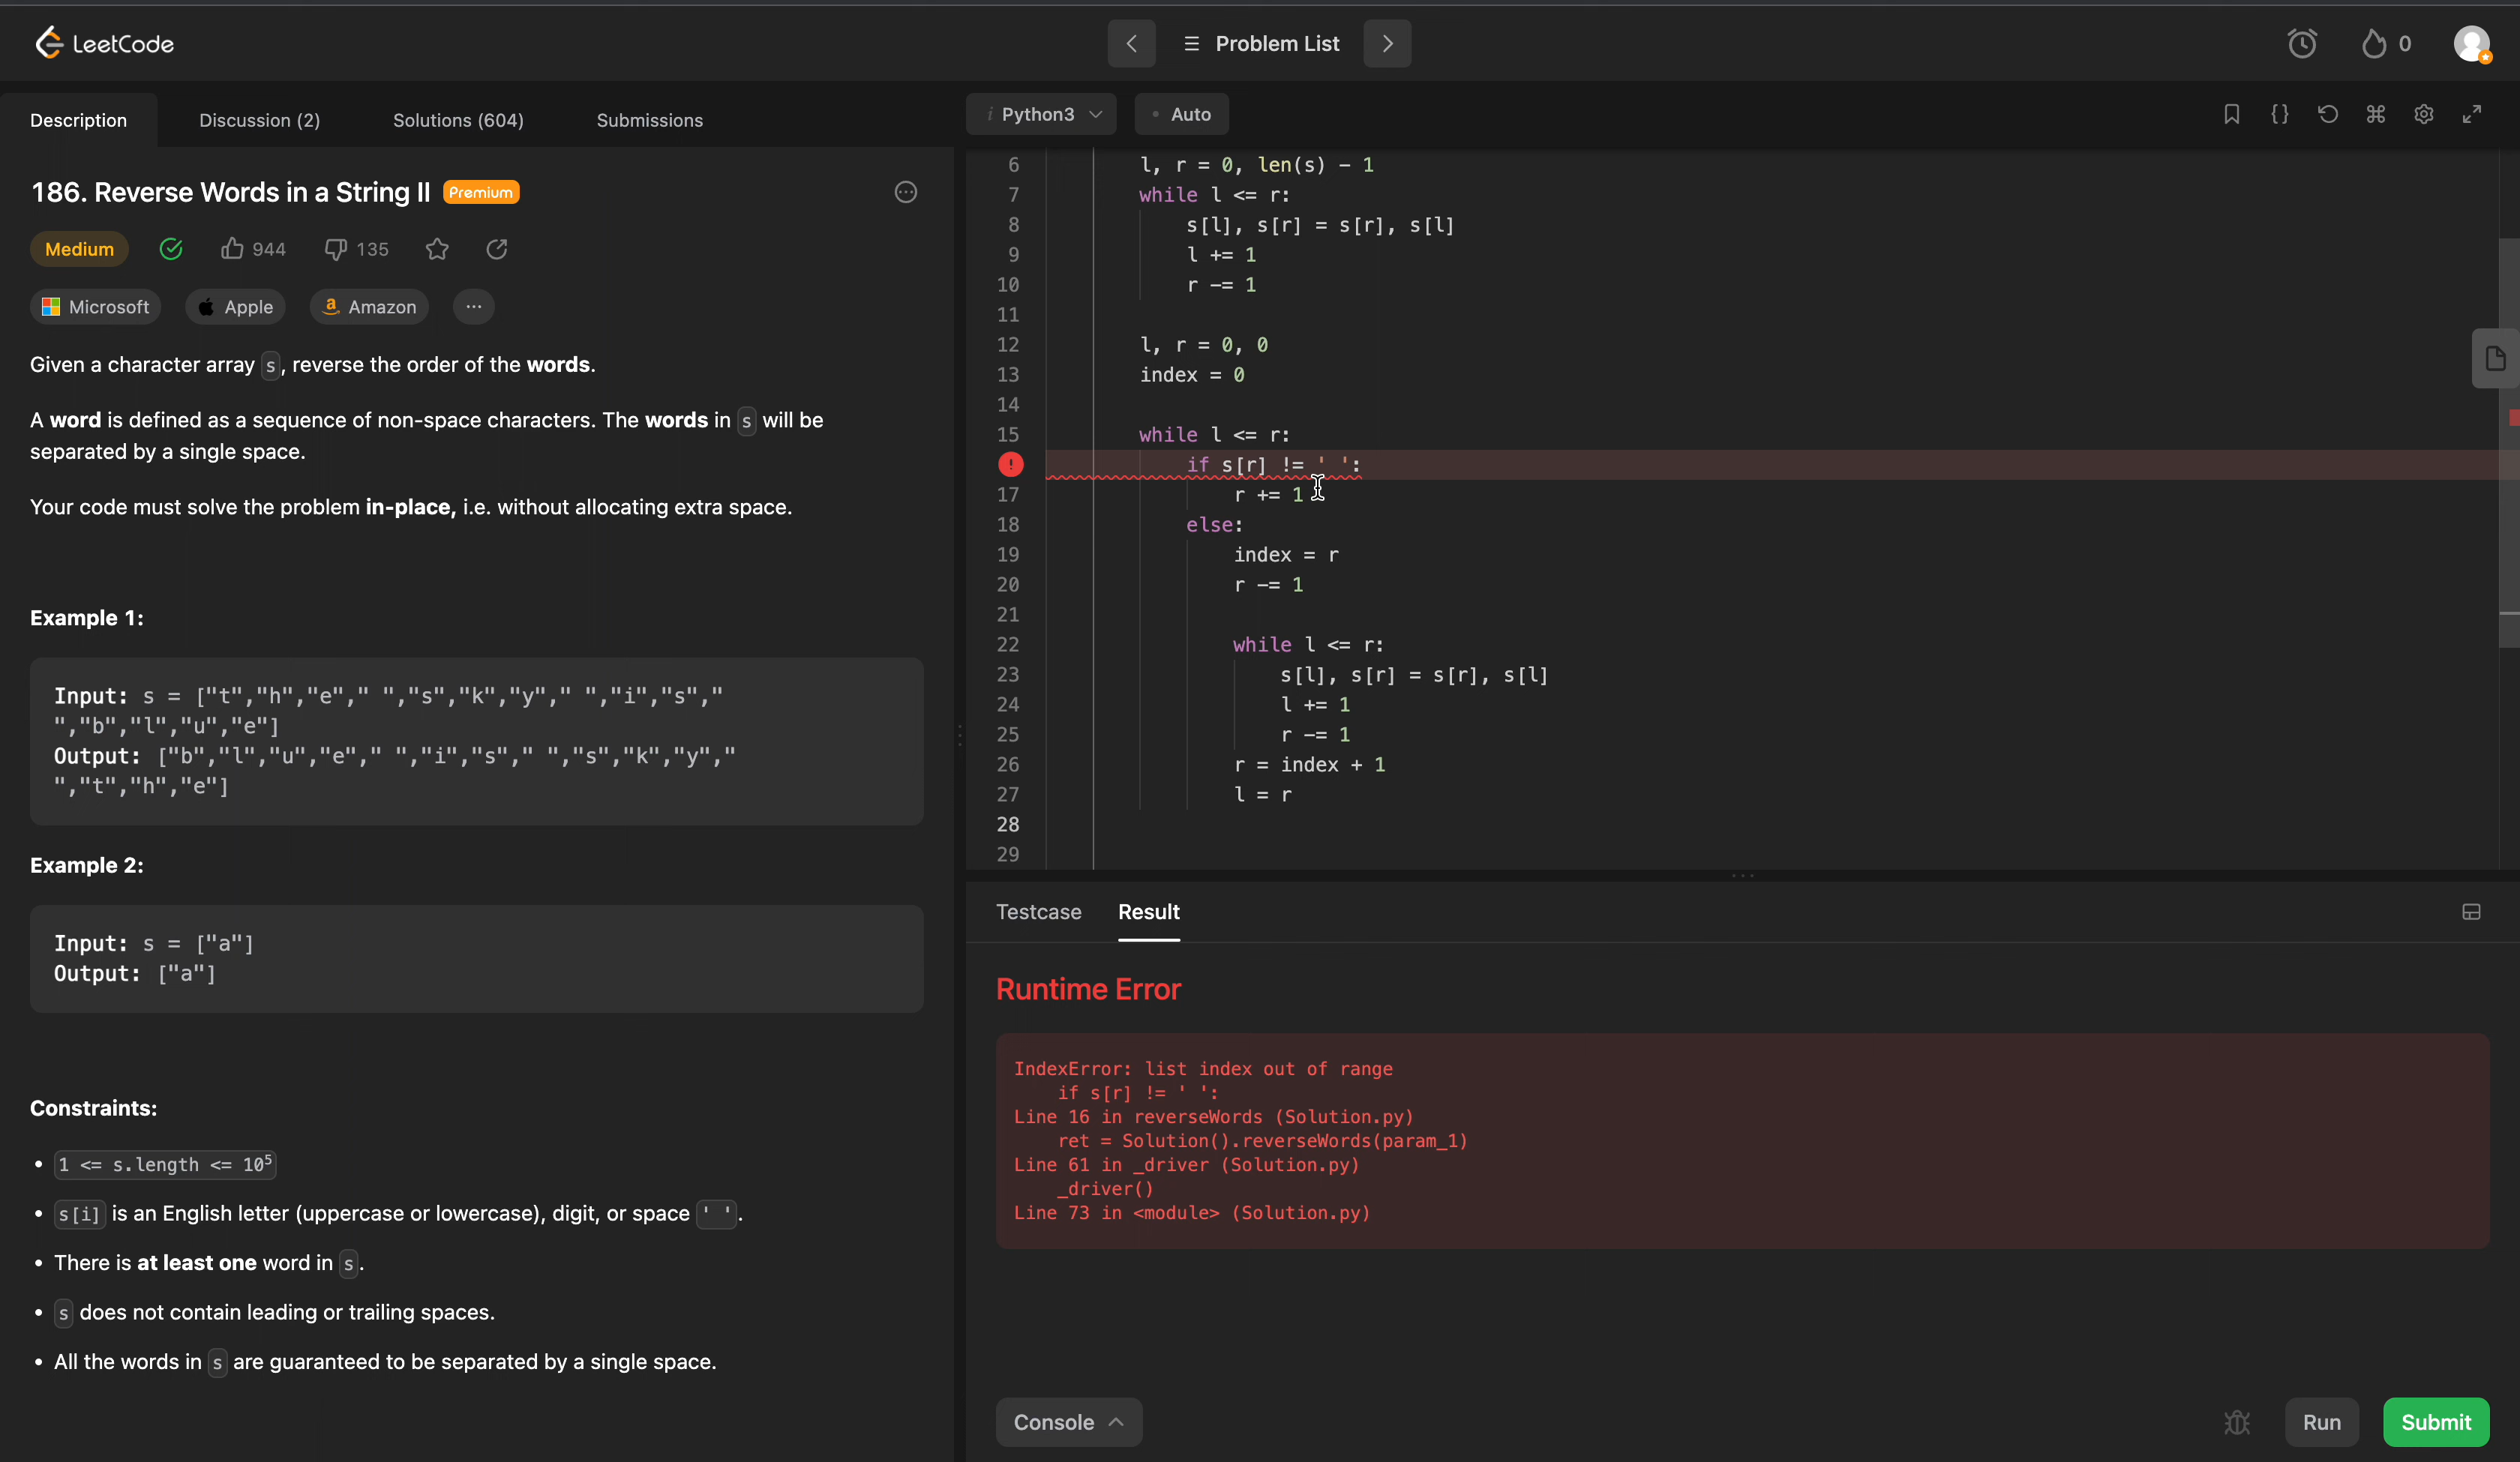 LeetCode
Problem List
0
Description
Discussion (2)
Solutions (604)
Submissions
186. Reverse Words in a String II Premium
Medium
944
135
Microsoft
Apple
Amazon
···
Given a character array s, reverse the order of the words.
A word is defined as a sequence of non-space characters. The words in s will be
separated by a single space.
Your code must solve the problem in-place, i.e. without allocating extra space.
Example 1:
Input: s = ["t","h","e"," ","s","k","y"," ","i","s","
","b","l","u","e"]
Output: ["b","l","u","e"," ","i","s"," ","s","k","y","
","t","h","e"]
Example 2:
Input: s = ["a"]
Output: ["a"]
Constraints:
• 1 <= s.length <= 10⁵
• s[i] is an English letter (uppercase or lowercase), digit, or space ' '.
• There is at least one word in s.
• s does not contain leading or trailing spaces.
• All the words in s are guaranteed to be separated by a single space.
i Python3
• Auto
6 l, r = 0, len(s) - 1
7 while l <= r:
8 s[l], s[r] = s[r], s[l]
9 l += 1
10 r -= 1
11
12 l, r = 0, 0
13 index = 0
14
15 while l <= r:
! if s[r] != ' ':
17 r += 1
18 else:
19 index = r
20 r -= 1
21
22 while l <= r:
23 s[l], s[r] = s[r], s[l]
24 l += 1
25 r -= 1
26 r = index + 1
27 l = r
28
29
Testcase
Result
Runtime Error
IndexError: list index out of range
if s[r] != ' ':
Line 16 in reverseWords (Solution.py)
ret = Solution().reverseWords(param_1)
Line 61 in _driver (Solution.py)
_driver()
Line 73 in <module> (Solution.py)
Console
Run
Submit